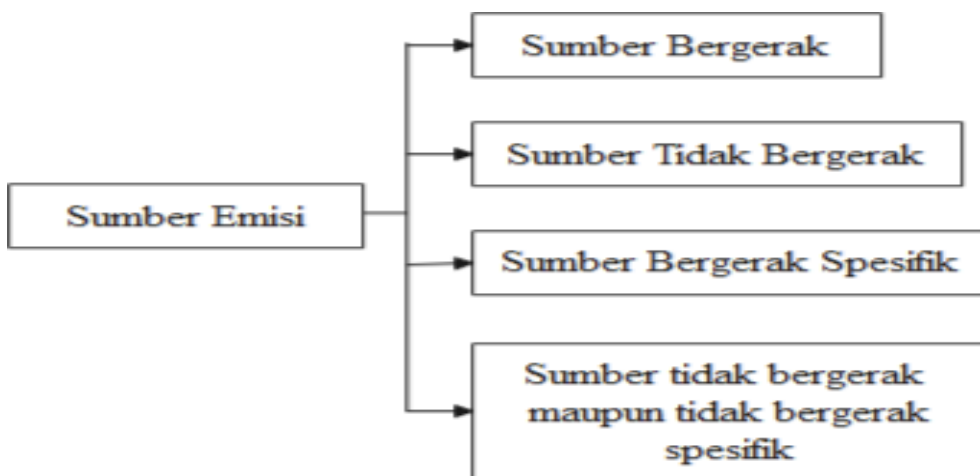 Sumber Bergerak
Sumber Tidak Bergerak
Sumber Emisi
Sumber Bergerak Spesifik
Sumber tidak bergerak
maupun tidak bergerak
spesifik